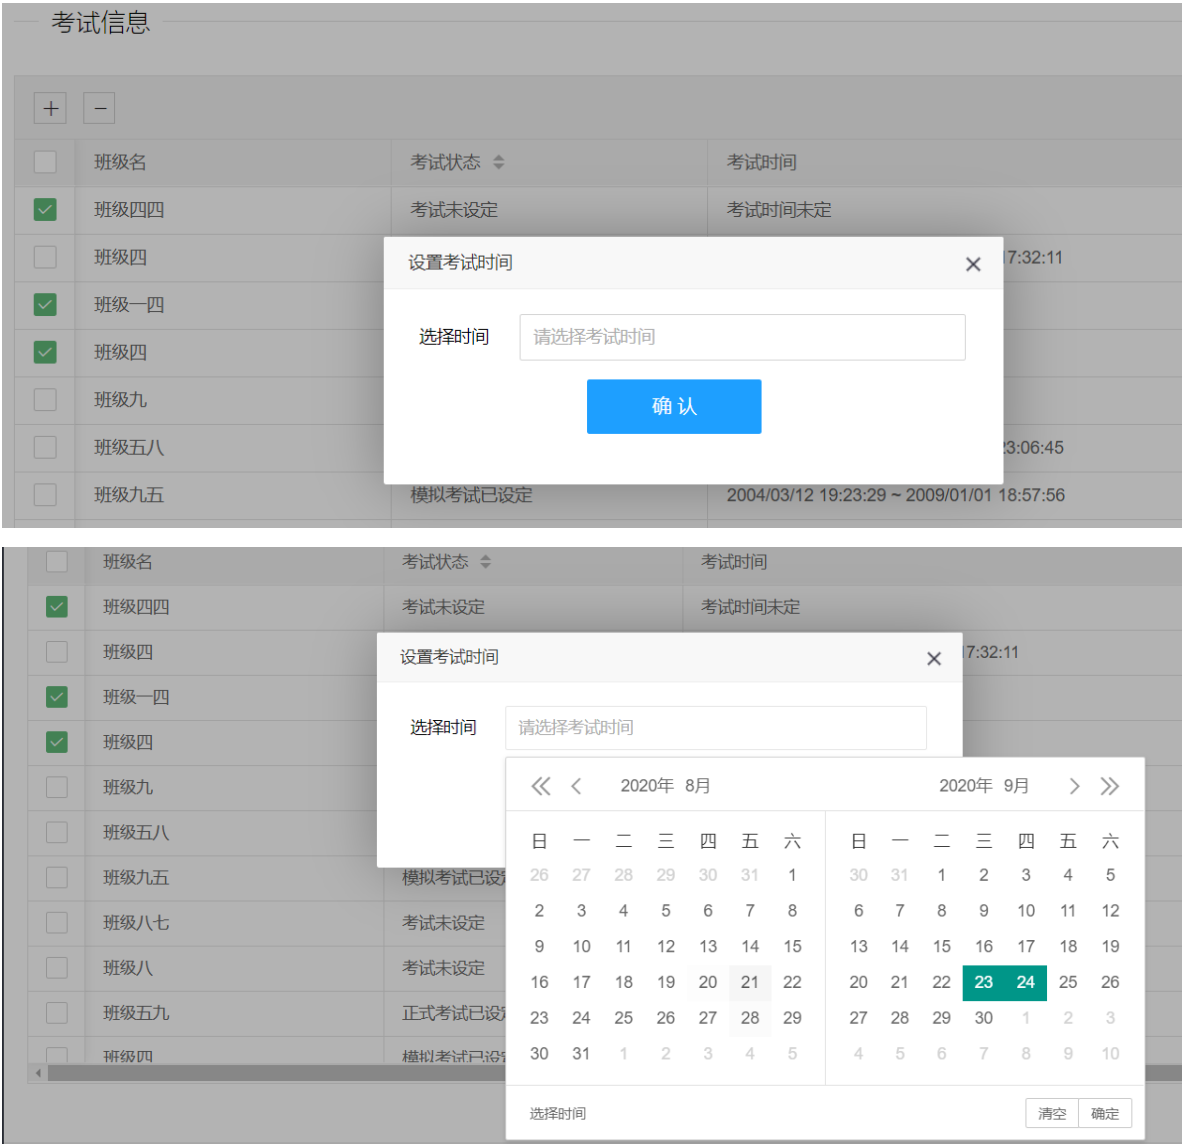 考试信息
班级名 考试状态 考试时间
班级四四 考试未设定 考试时间未定
班级四 7:32:11
设置考试时间
班级一四
选择时间 请选择考试时间
班级四
班级九
确认
班级五八 23:06:45
班级九五 模拟考试已设定 2004/03/12 19:23:29 ~ 2009/01/01 18:57:56
班级名 考试状态 考试时间
班级四四 考试未设定 考试时间未定
班级四 7:32:11
设置考试时间
班级一四
选择时间 请选择考试时间
班级四
班级九
班级五八
班级九五 模拟考试已设
班级八七 考试未设定
班级八 考试未设定
班级五九 正式考试已设
班级四 模拟考试已设
2020年 8月 2020年 9月
日 一 二 三 四 五 六 日 一 二 三 四 五 六
26 27 28 29 30 31 1 30 31 1 2 3 4 5
2 3 4 5 6 7 8 6 7 8 9 10 11 12
9 10 11 12 13 14 15 13 14 15 16 17 18 19
16 17 18 19 20 21 22 20 21 22 23 24 25 26
23 24 25 26 27 28 29 27 28 29 30 1 2 3
30 31 1 2 3 4 5 4 5 6 7 8 9 10
选择时间 清空 确定